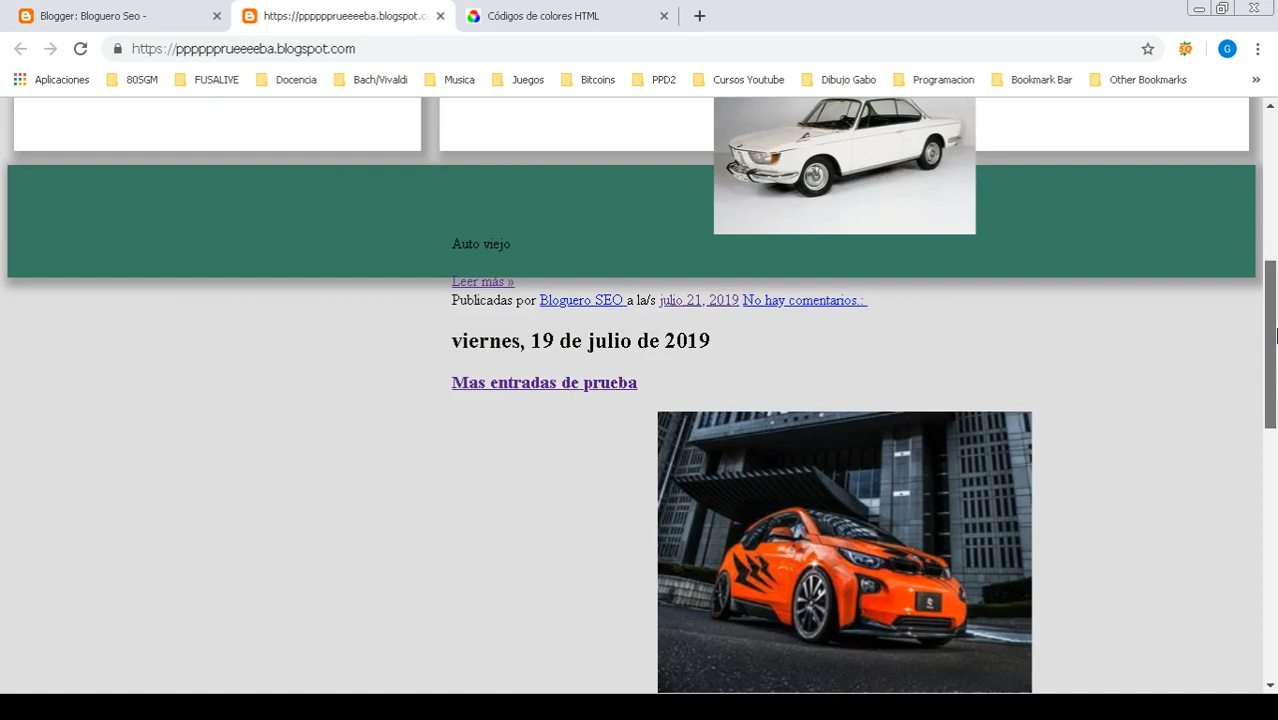 Blogger: Bloguero Seo -
https://ppppppprueeeeba.blogspot.c
Códigos de colores HTML
https://ppppppprueeeeba.blogspot.com
G
Aplicaciones
805GM
FUSALIVE
Docencia
Bach/Vivaldi
Musica
Juegos
Bitcoins
PPD2
Cursos Youtube
Dibujo Gabo
Programacion
Bookmark Bar
Other Bookmarks
»
Auto viejo
Leer más »
Publicadas por Bloguero SEO a la/s julio 21, 2019 No hay comentarios.:
viernes, 19 de julio de 2019
Mas entradas de prueba